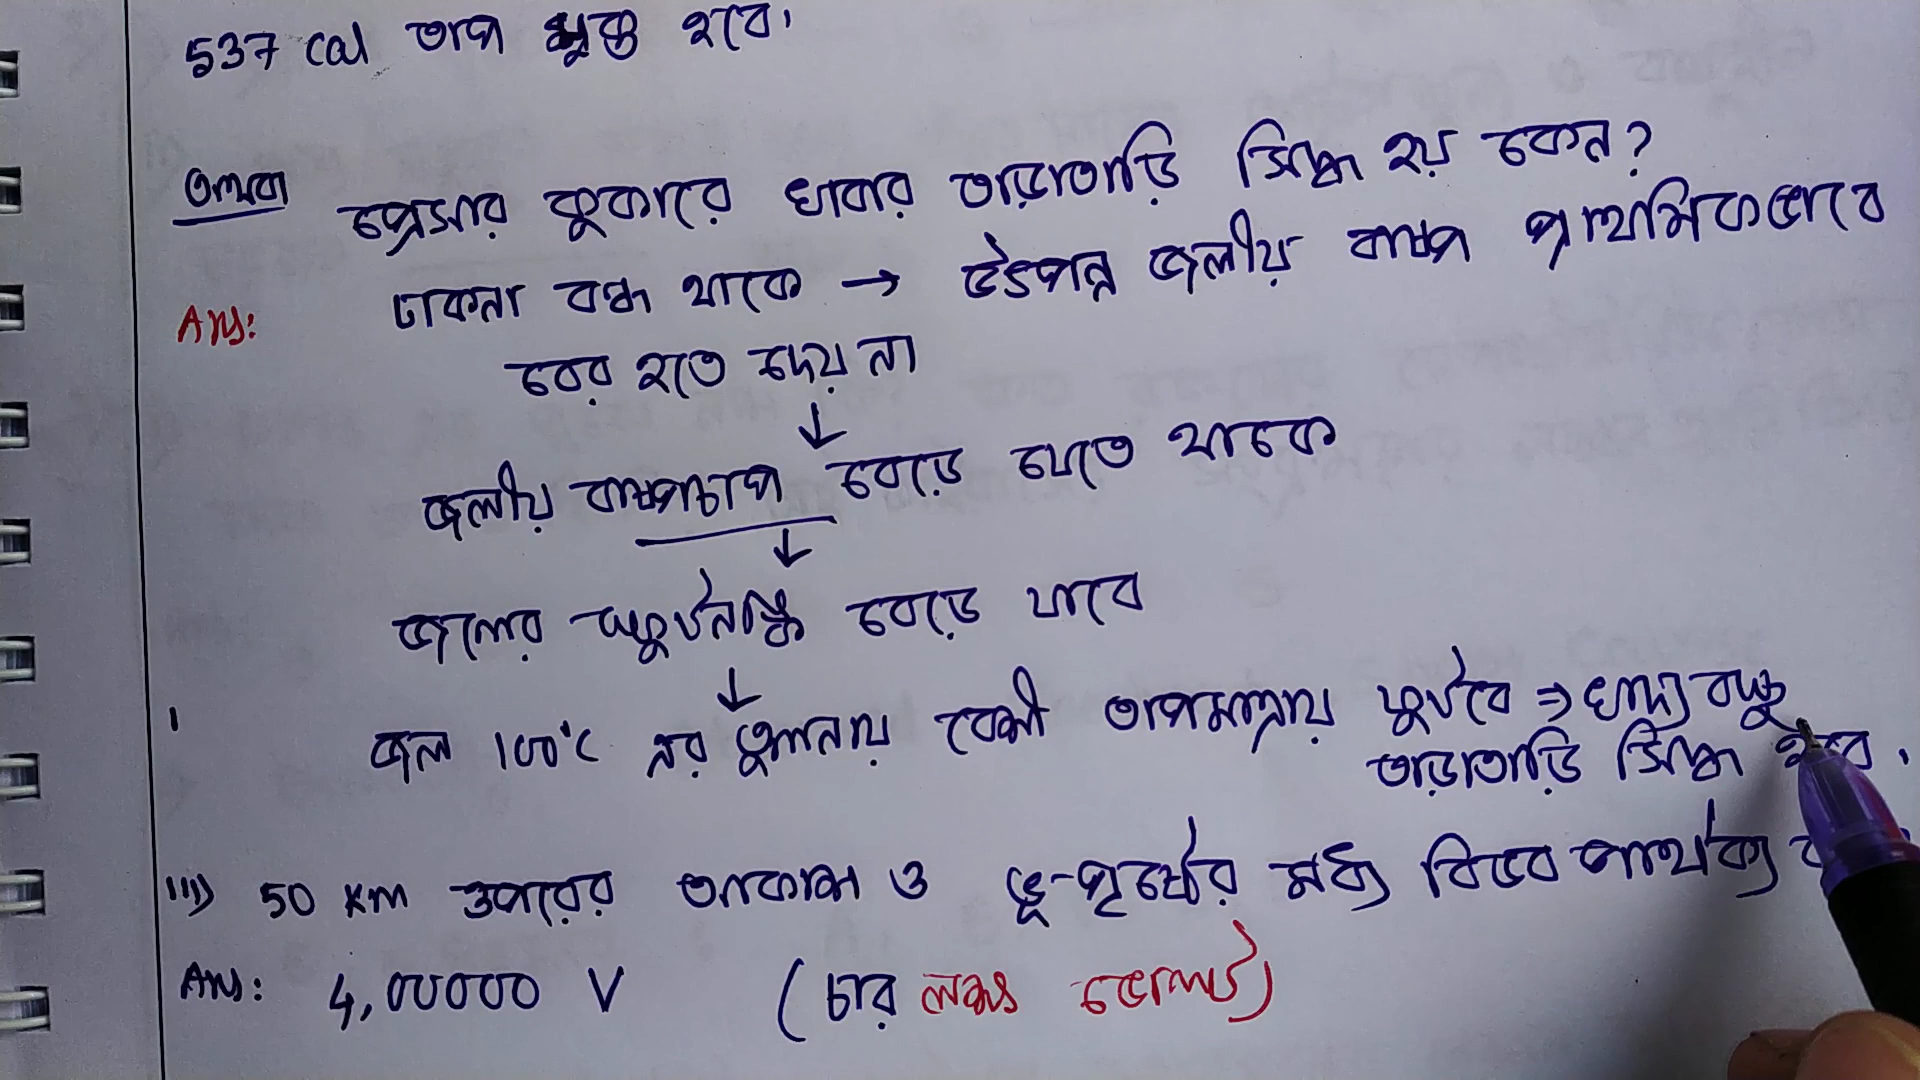 537 Cal তাপ মুক্ত হবে।
অথবা প্রেসার কুকারে খাবার তাড়াতাড়ি সিদ্ধ হয় কেন?
Ans: ঢাকনা বন্ধ থাকে → উৎপন্ন জলীয় বাষ্প প্রাথমিকভাবে
বের হতে দেয় না
↓
জলীয় বাষ্পচাপ বেড়ে যেতে থাকে
↓
জলের স্ফুটনাঙ্ক বেড়ে যাবে
↓
জল 100°C এর তুলনায় বেশী তাপমাত্রায় ফুটবে ⇒ খাদ্য বস্তু
তাড়াতাড়ি সিদ্ধ হবে.
iii) 50 km উপরের আকাশ ও ভূ-পৃষ্ঠের মধ্য বিভব পার্থক্য
Ans: 4,00000 V (চার লক্ষ ভোল্ট)